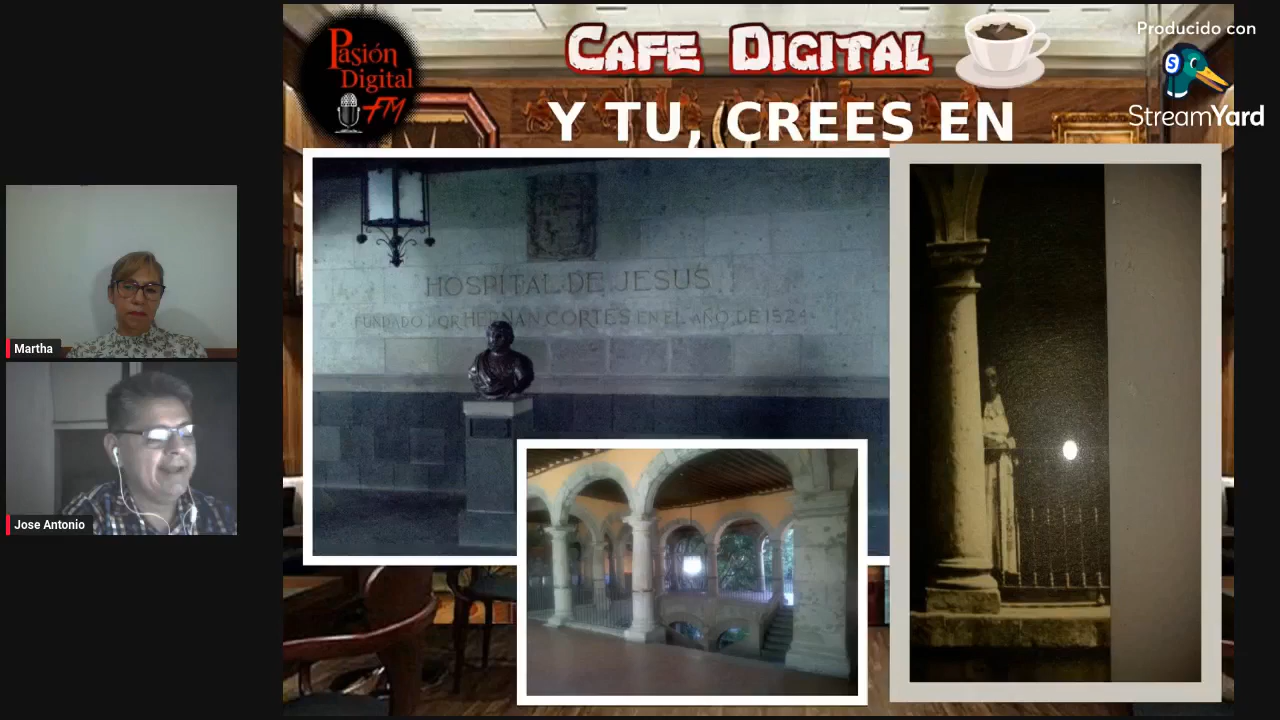 Pasión
Digital
FM
CAFE DIGITAL
Y TU, CREES EN
Producido con
S
StreamYard
HOSPITAL DE JESUS
FUNDADO POR HERNAN CORTES EN EL AÑO DE 1524
Martha
Jose Antonio